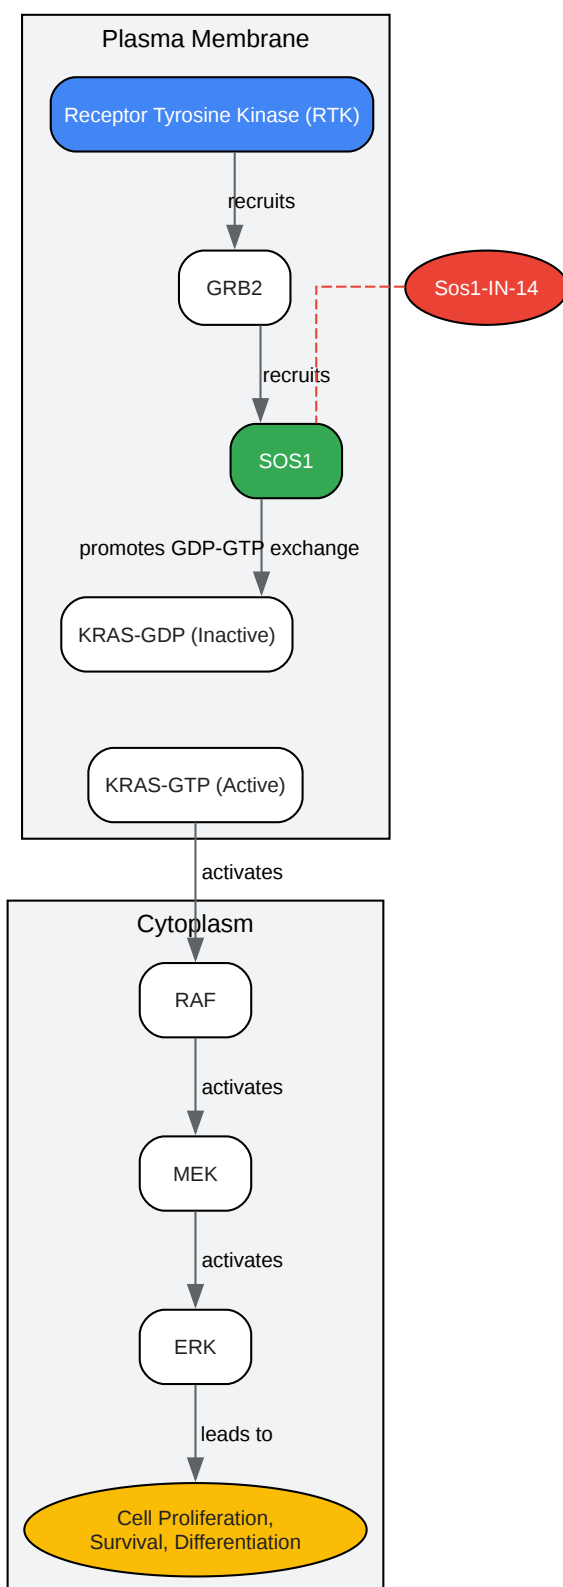 Plasma Membrane
Receptor Tyrosine Kinase (RTK)
recruits
GRB2
Sos1-IN-14
recruits
SOS1
promotes GDP-GTP exchange
KRAS-GDP (Inactive)
KRAS-GTP (Active)
activates
Cytoplasm
RAF
activates
MEK
activates
ERK
leads to
Cell Proliferation,
Survival, Differentiation